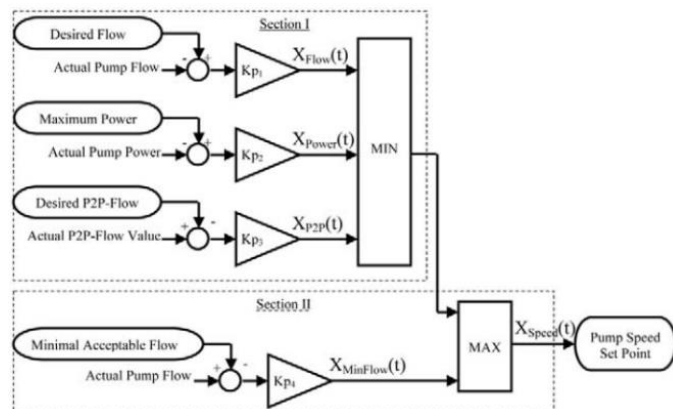 Section I
Desired Flow
- +
Actual Pump Flow
Kp1
XFlow(t)
Maximum Power
- +
Actual Pump Power
Kp2
XPower(t)
MIN
Desired P2P-Flow
+ -
Actual P2P-Flow Value
Kp3
XP2P(t)
Section II
Minimal Acceptable Flow
+ -
Actual Pump Flow
Kp4
XMinFlow(t)
MAX
XSpeed(t)
Pump Speed
Set Point